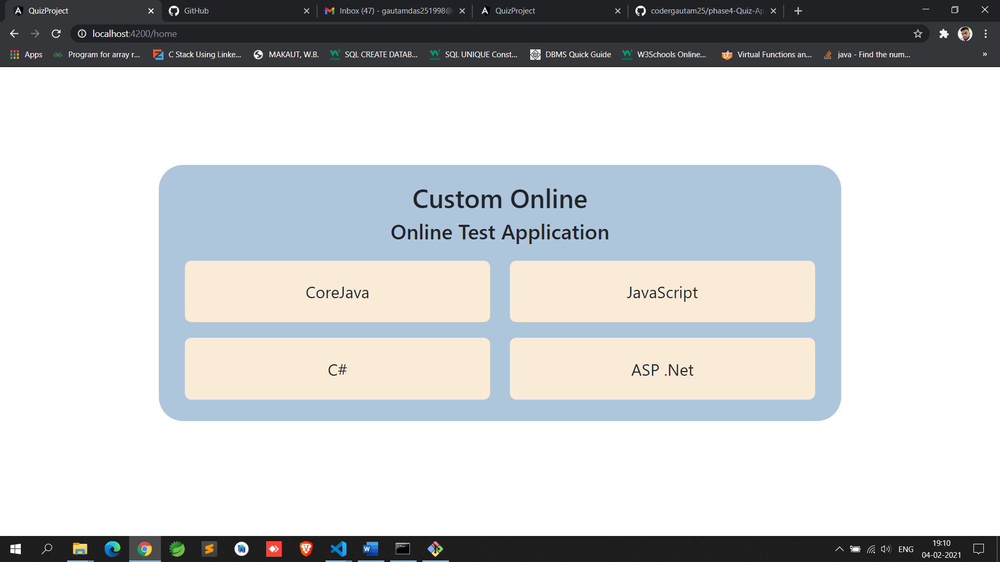 QuizProject
GitHub
Inbox (47) - gautamdas251998@
QuizProject
codergautam25/phase4-Quiz-Ap
localhost:4200/home
Apps
Program for array r...
C Stack Using Linke...
MAKAUT, W.B.
SQL CREATE DATAB...
SQL UNIQUE Const...
DBMS Quick Guide
W3Schools Online...
Virtual Functions an...
java - Find the num...
Custom Online
Online Test Application
CoreJava
JavaScript
C#
ASP .Net
ENG
19:10
04-02-2021